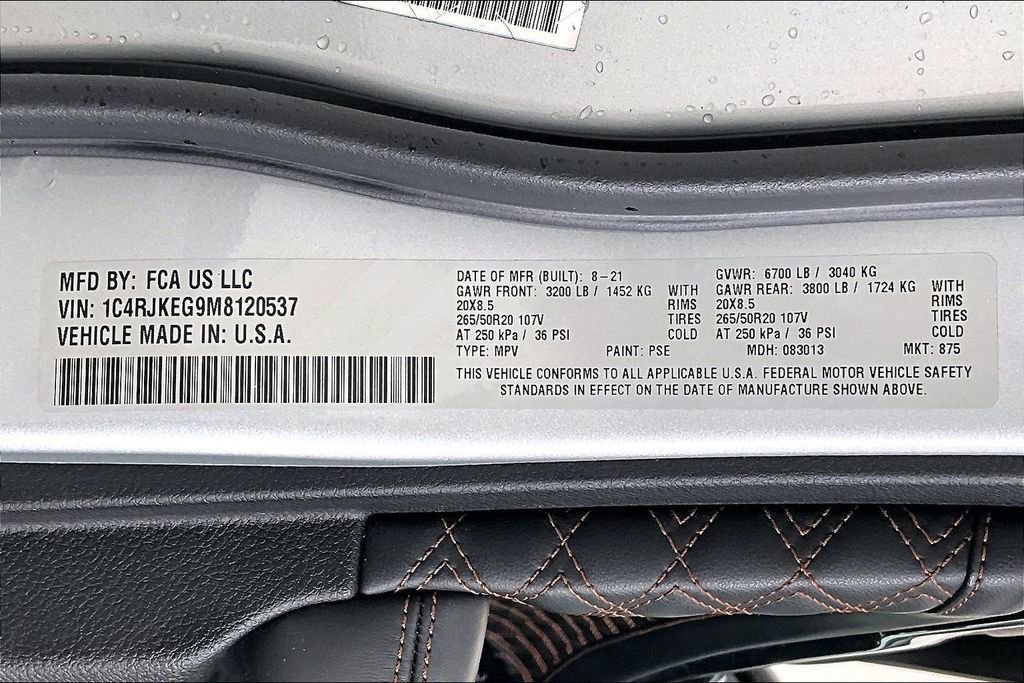 MFD BY: FCA US LLC
VIN: 1C4RJKEG9M8120537
VEHICLE MADE IN: U.S.A.
DATE OF MFR (BUILT): 8-21 GVWR: 6700 LB / 3040 KG
GAWR FRONT: 3200 LB / 1452 KG WITH GAWR REAR: 3800 LB / 1724 KG WITH
20X8.5 RIMS 20X8.5 RIMS
265/50R20 107V TIRES 265/50R20 107V TIRES
AT 250 kPa / 36 PSI COLD AT 250 kPa / 36 PSI COLD
TYPE: MPV PAINT: PSE MDH: 083013 MKT: 875
THIS VEHICLE CONFORMS TO ALL APPLICABLE U.S.A. FEDERAL MOTOR VEHICLE SAFETY
STANDARDS IN EFFECT ON THE DATE OF MANUFACTURE SHOWN ABOVE.